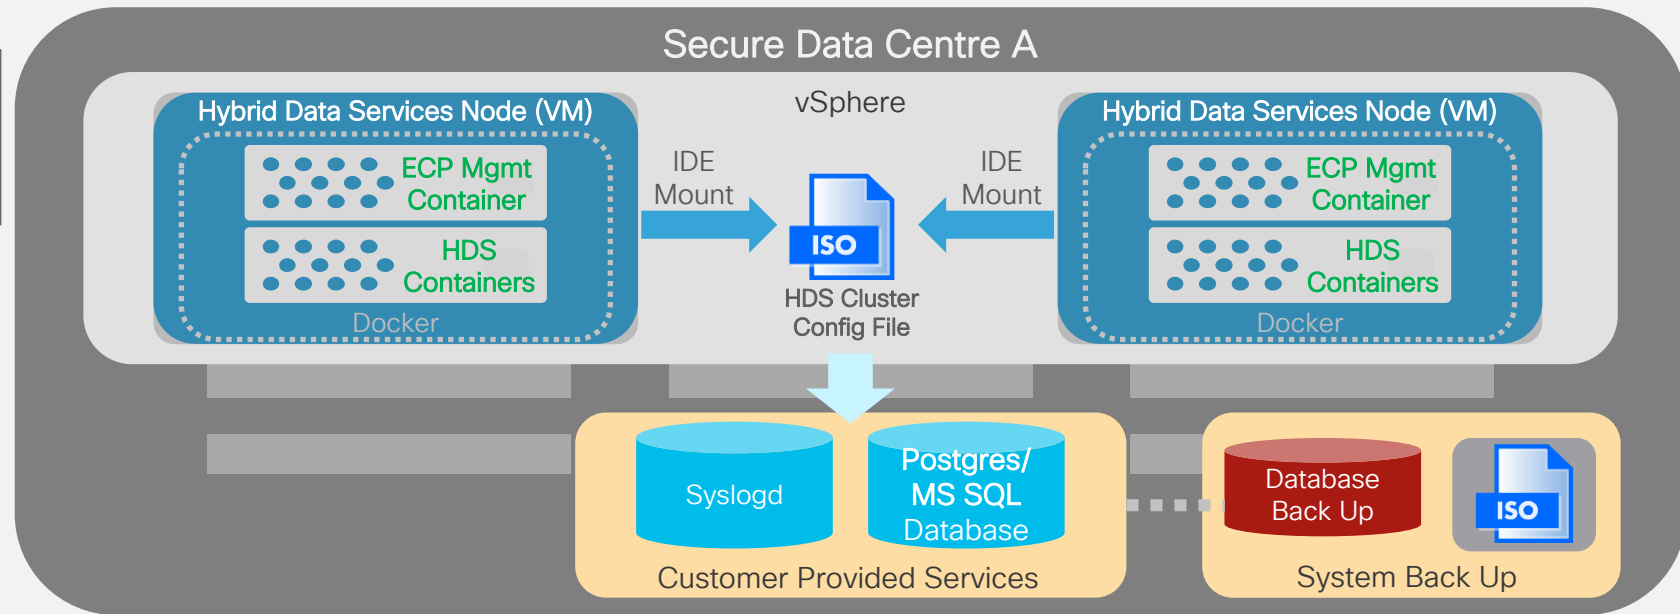 Secure Data Centre A
vSphere
Hybrid Data Services Node (VM)
ECP Mgmt
Container
HDS
Containers
Docker
IDE
Mount
ISO
HDS Cluster
Config File
IDE
Mount
Hybrid Data Services Node (VM)
ECP Mgmt
Container
HDS
Containers
Docker
Syslogd
Postgres/
MS SQL
Database
Customer Provided Services
Database
Back Up
ISO
System Back Up